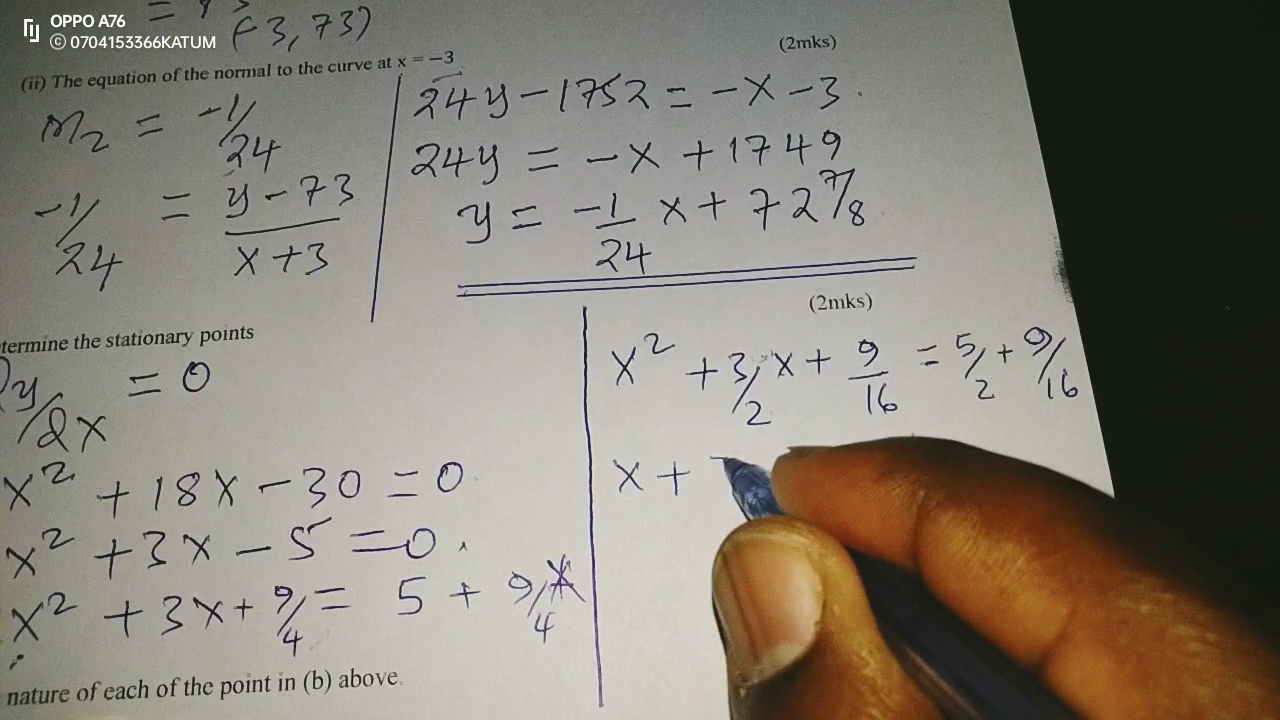 OPPO A76
© 0704153366KATUM
(-3, 73)
(ii) The equation of the normal to the curve at x = −3
(2mks)
m₂ = -1/24
-1/24 = y - 73 / x + 3
24y - 1752 = -x - 3.
24y = -x + 1749
y = -1/24 x + 72 7/8
termine the stationary points
(2mks)
y/dx = 0
x² + 18x - 30 = 0
x² + 3x - 5 = 0.
x² + 3x + 9/4 = 5 + 9/4
x² + 3/2 x + 9/16 = 5/2 + 9/16
x +
nature of each of the point in (b) above.